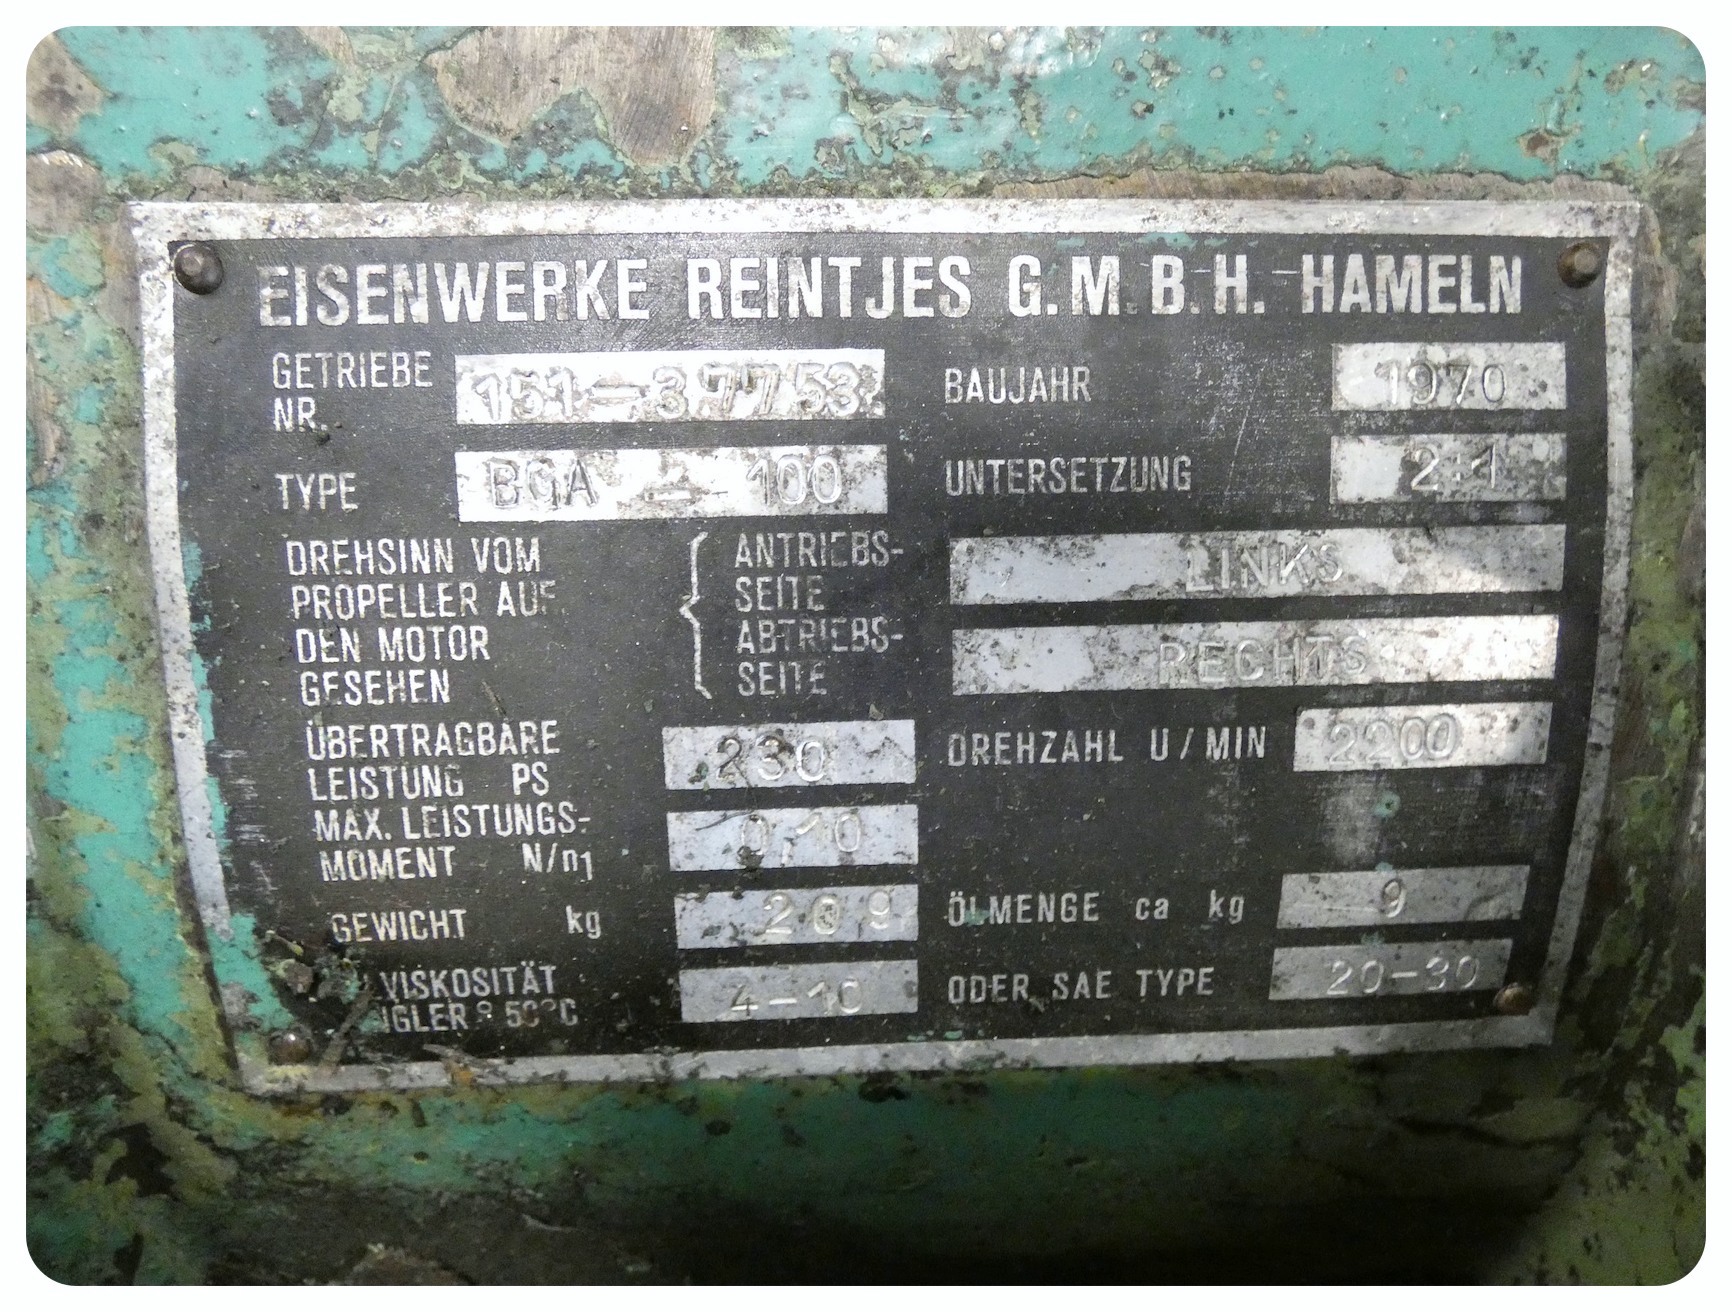 EISENWERKE REINTJES G.M.B.H. HAMELN
GETRIEBE NR. 151-37753 BAUJAHR 1970
TYPE BGA - 100 UNTERSETZUNG 2:1
DREHSINN VOM PROPELLER AUF DEN MOTOR GESEHEN
ANTRIEBS-SEITE LINKS
ABTRIEBS-SEITE RECHTS
ÜBERTRAGBARE LEISTUNG PS 230 DREHZAHL U/MIN 2200
MAX. LEISTUNGS-MOMENT N/n1 0,10
GEWICHT kg 209 ÖLMENGE ca kg 9
VISKOSITÄT 50°C 4-10 ODER SAE TYPE 20-30